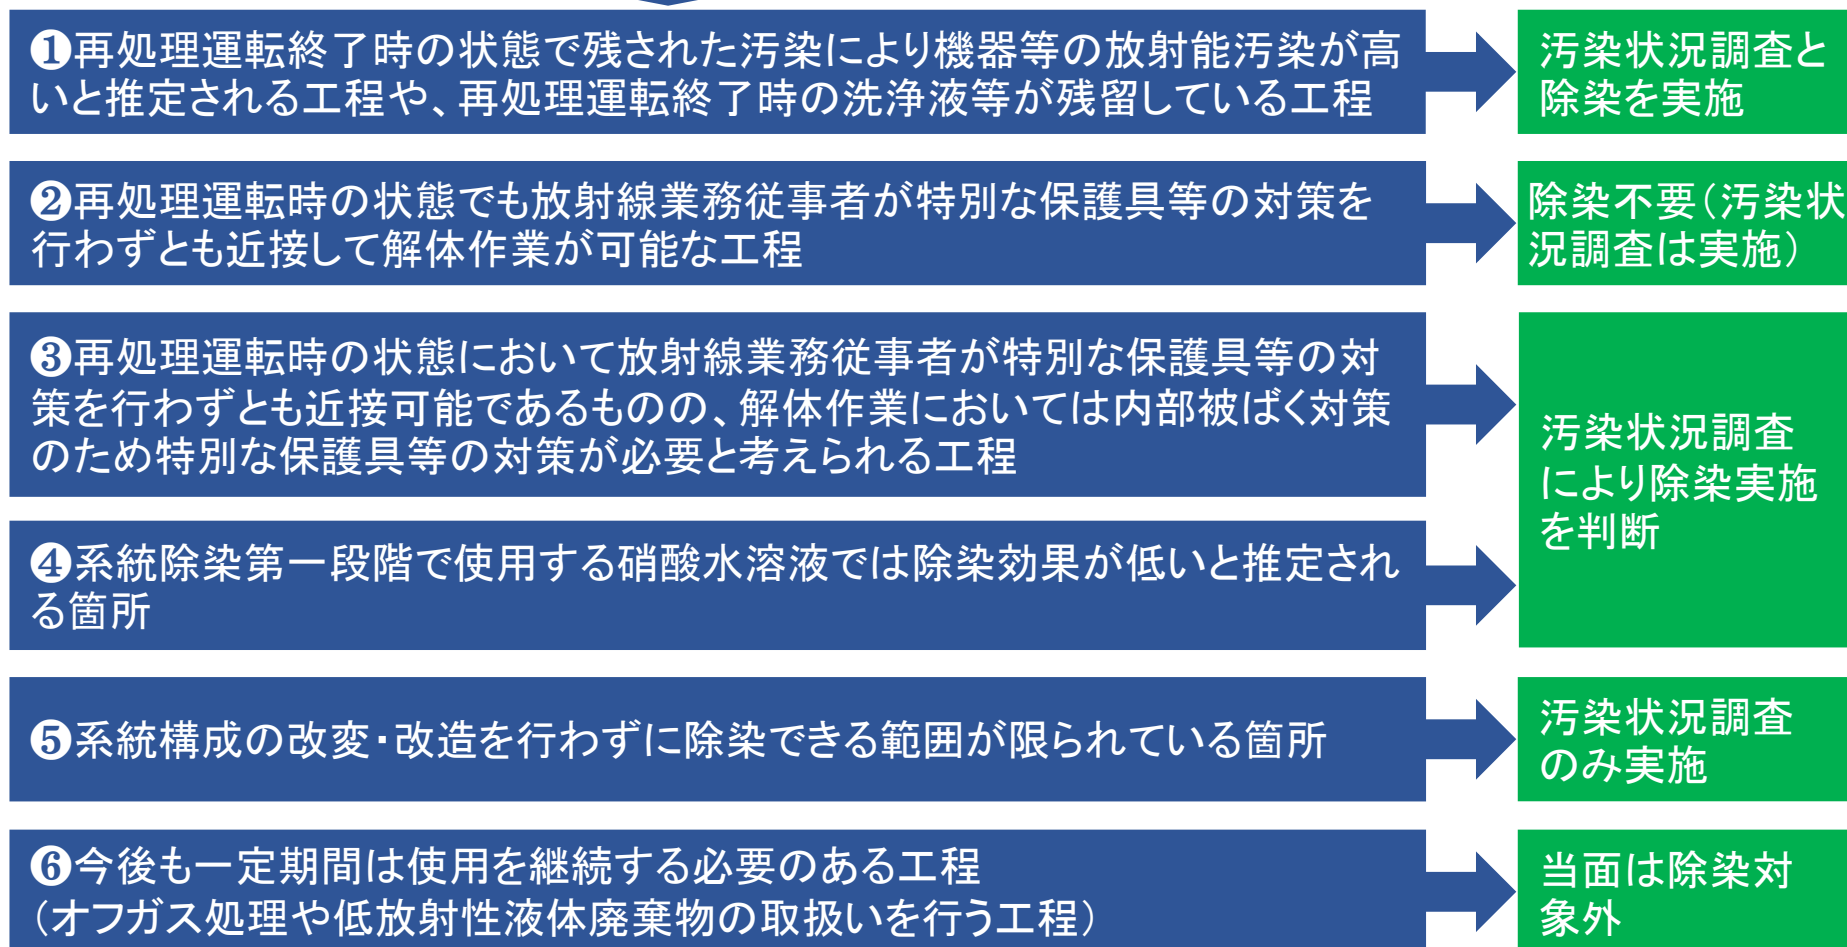 ❶再処理運転終了時の状態で残された汚染により機器等の放射能汚染が高
いと推定される工程や、再処理運転終了時の洗浄液等が残留している工程
汚染状況調査と
除染を実施
❷再処理運転時の状態でも放射線業務従事者が特別な保護具等の対策を
行わずとも近接して解体作業が可能な工程
除染不要（汚染状
況調査は実施）
❸再処理運転時の状態において放射線業務従事者が特別な保護具等の対
策を行わずとも近接可能であるものの、解体作業においては内部被ばく対策
のため特別な保護具等の対策が必要と考えられる工程
❹系統除染第一段階で使用する硝酸水溶液では除染効果が低いと推定され
る箇所
汚染状況調査
により除染実施
を判断
❺系統構成の改変・改造を行わずに除染できる範囲が限られている箇所
汚染状況調査
のみ実施
❻今後も一定期間は使用を継続する必要のある工程
（オフガス処理や低放射性液体廃棄物の取扱いを行う工程）
当面は除染対
象外